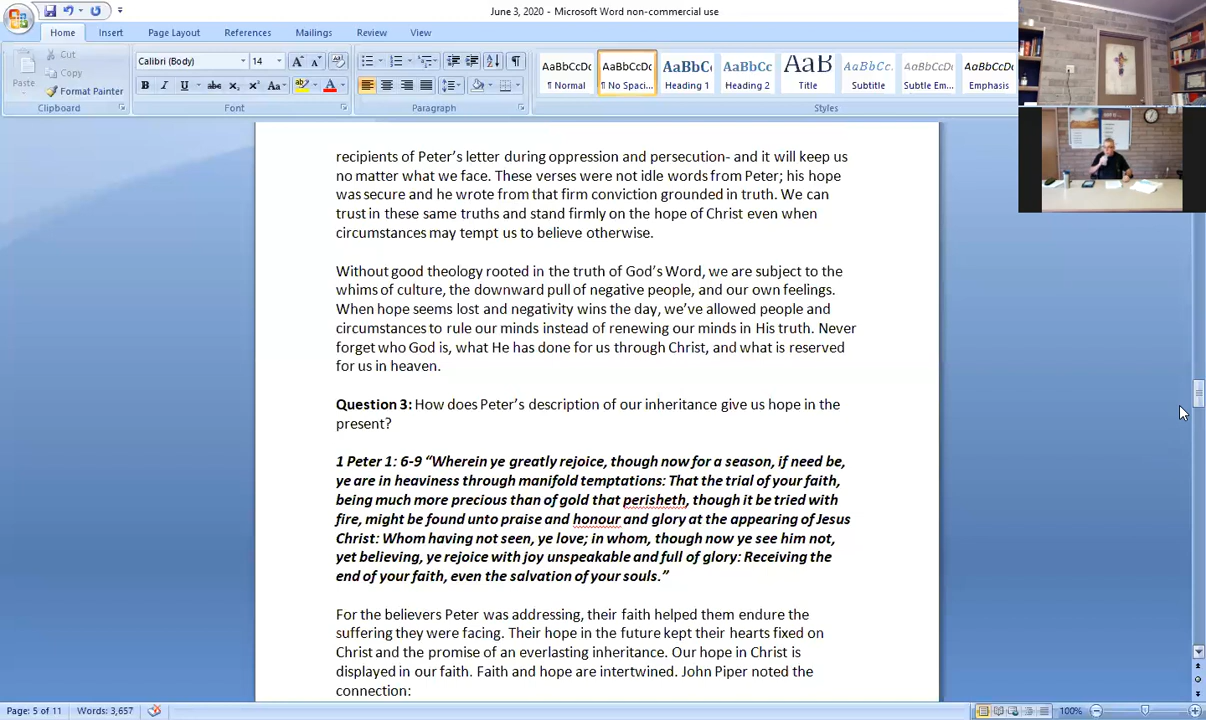 June 3, 2020 - Microsoft Word non-commercial use
Home Insert Page Layout References Mailings Review View
Cut
Copy
Paste
Format Painter
Clipboard
Calibri (Body) 14
Font
Paragraph
AaBbCcDc AaBbCcDc AaBbC AaBbCc AaB AaBbCc. AaBbCcDc AaBbCcDc
¶ Normal ¶ No Spaci... Heading 1 Heading 2 Title Subtitle Subtle Em... Emphasis
Styles
recipients of Peter’s letter during oppression and persecution- and it will keep us
no matter what we face. These verses were not idle words from Peter; his hope
was secure and he wrote from that firm conviction grounded in truth. We can
trust in these same truths and stand firmly on the hope of Christ even when
circumstances may tempt us to believe otherwise.
Without good theology rooted in the truth of God’s Word, we are subject to the
whims of culture, the downward pull of negative people, and our own feelings.
When hope seems lost and negativity wins the day, we’ve allowed people and
circumstances to rule our minds instead of renewing our minds in His truth. Never
forget who God is, what He has done for us through Christ, and what is reserved
for us in heaven.
Question 3: How does Peter’s description of our inheritance give us hope in the
present?
1 Peter 1: 6-9 “Wherein ye greatly rejoice, though now for a season, if need be,
ye are in heaviness through manifold temptations: That the trial of your faith,
being much more precious than of gold that perisheth, though it be tried with
fire, might be found unto praise and honour and glory at the appearing of Jesus
Christ: Whom having not seen, ye love; in whom, though now ye see him not,
yet believing, ye rejoice with joy unspeakable and full of glory: Receiving the
end of your faith, even the salvation of your souls.”
For the believers Peter was addressing, their faith helped them endure the
suffering they were facing. Their hope in the future kept their hearts fixed on
Christ and the promise of an everlasting inheritance. Our hope in Christ is
displayed in our faith. Faith and hope are intertwined. John Piper noted the
connection:
Page: 5 of 11 Words: 3,657 100%